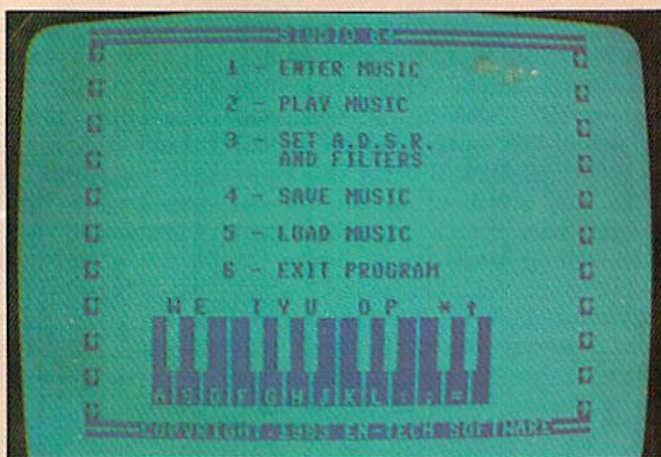 STUDIO 64
1 - ENTER MUSIC
2 - PLAY MUSIC
3 - SET A.D.S.R.
AND FILTERS
4 - SAVE MUSIC
5 - LOAD MUSIC
6 - EXIT PROGRAM
W E T Y U O P * ↑
A S D F G H J K L : ; =
COPYRIGHT 1983 EN-TECH SOFTWARE